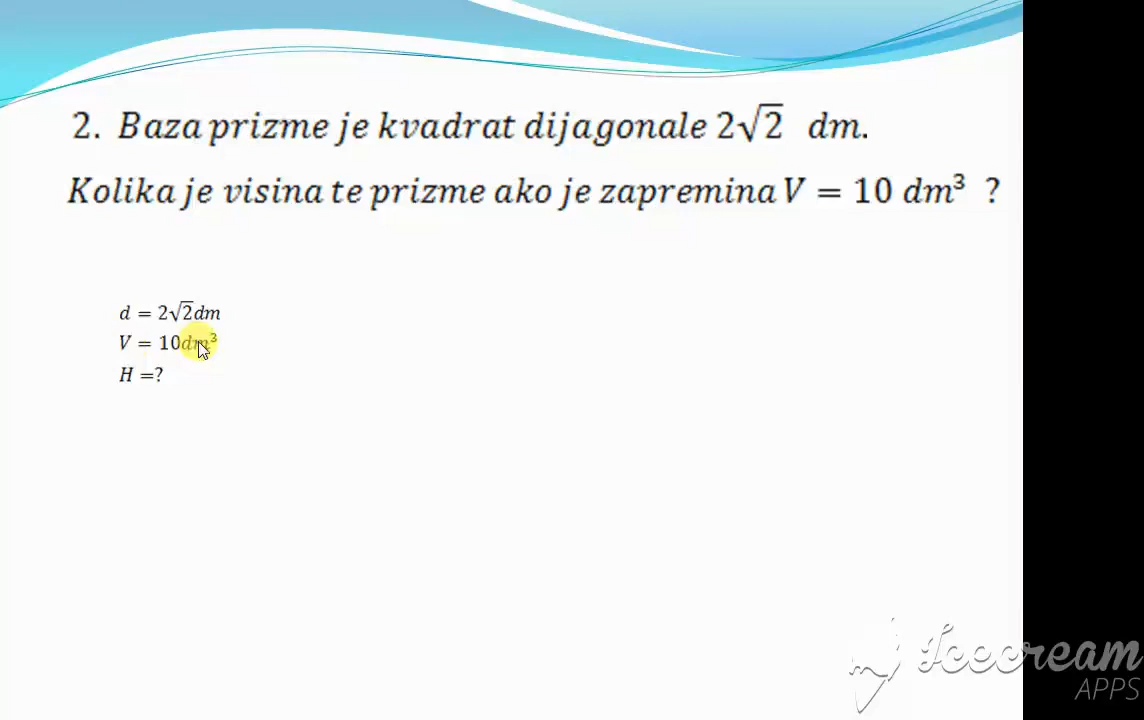 2. Baza prizme je kvadrat dijagonale 2√2 dm.
Kolika je visina te prizme ako je zapremina V = 10 dm³ ?
d = 2√2dm
V = 10dm³
H =?
Icecream
APPS